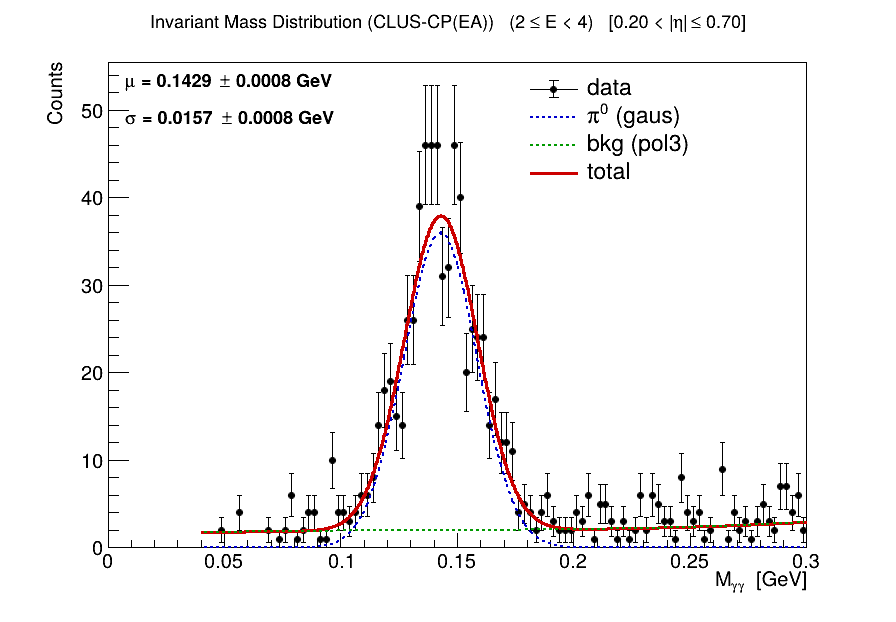 Invariant Mass Distribution (CLUS-CP(EA)) (2 ≤ E < 4) [0.20 < |η| ≤ 0.70]
μ = 0.1429 ± 0.0008 GeV
σ = 0.0157 ± 0.0008 GeV
data
π⁰ (gaus)
bkg (pol3)
total
Counts
50
40
30
20
10
0
0 0.05 0.1 0.15 0.2 0.25 0.3
Mγγ [GeV]